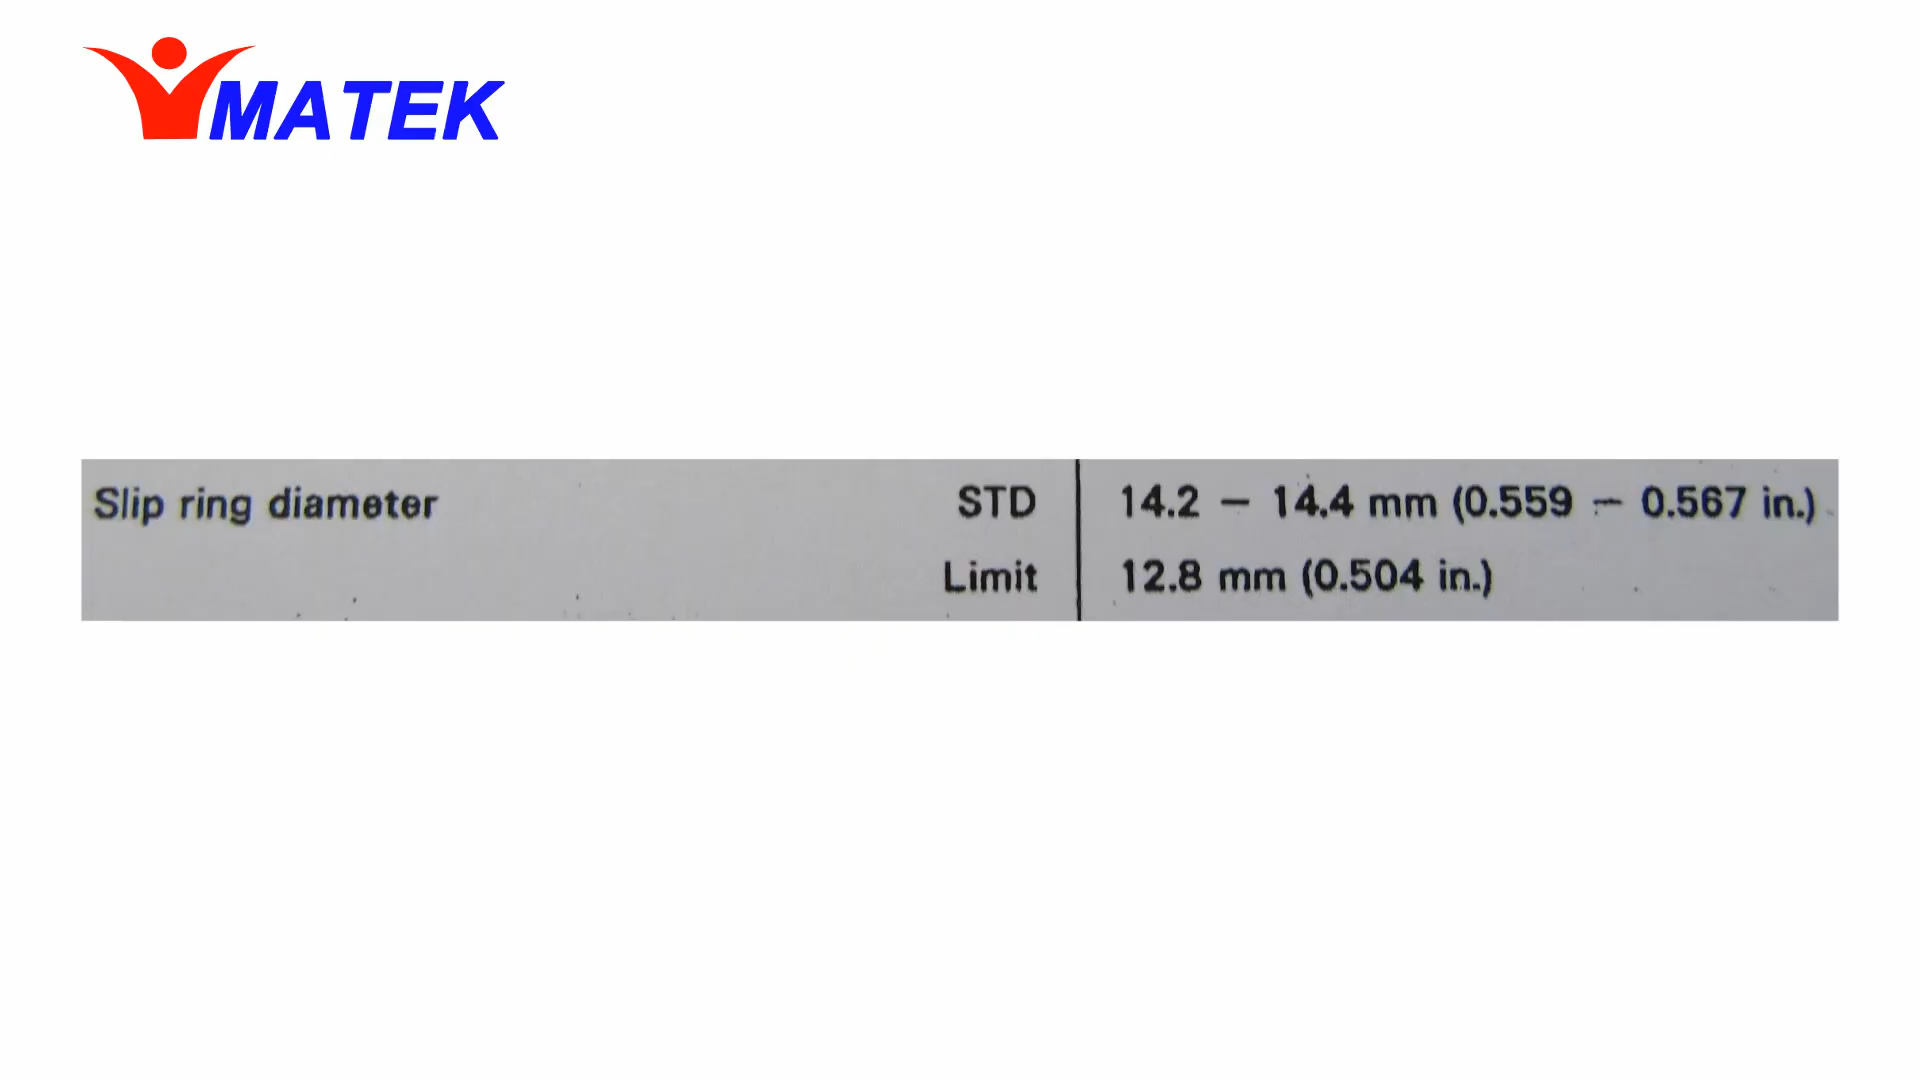 MATEK
Slip ring diameter STD 14.2 — 14.4 mm (0.559 — 0.567 in.)
Limit 12.8 mm (0.504 in.)